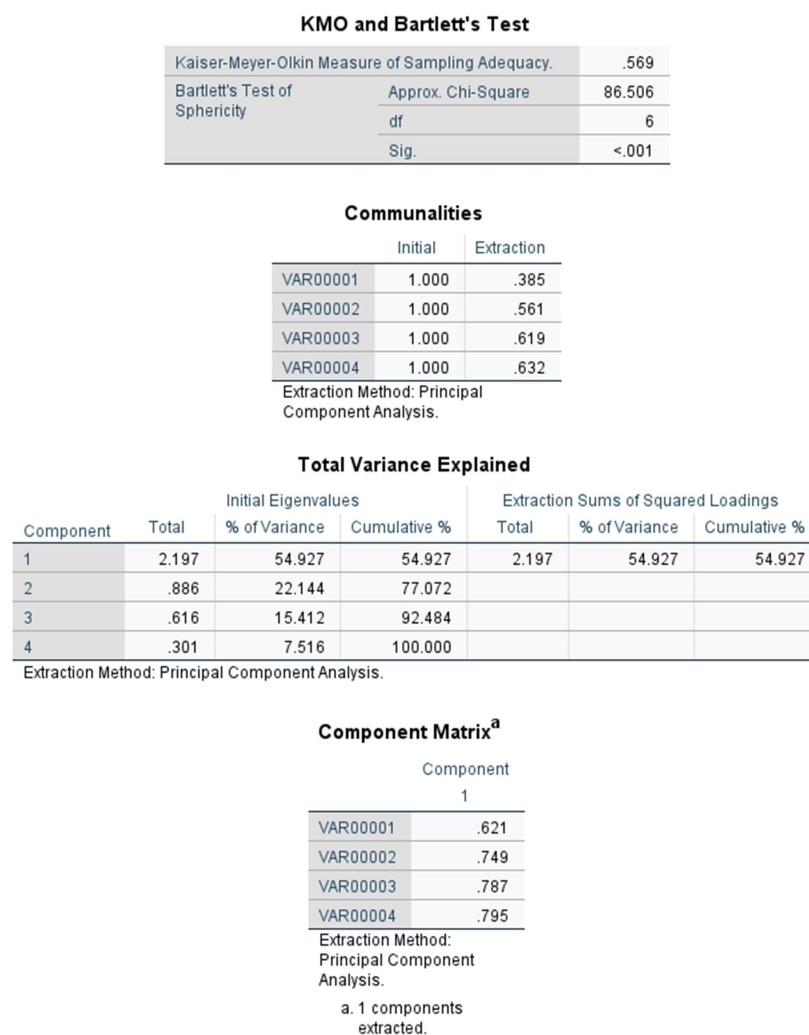 KMO and Bartlett's Test
Kaiser-Meyer-Olkin Measure of Sampling Adequacy. .569
Bartlett's Test of Sphericity Approx. Chi-Square 86.506
df 6
Sig. <.001
Communalities
Initial Extraction
VAR00001 1.000 .385
VAR00002 1.000 .561
VAR00003 1.000 .619
VAR00004 1.000 .632
Extraction Method: Principal
Component Analysis.
Total Variance Explained
Initial Eigenvalues Extraction Sums of Squared Loadings
Component Total % of Variance Cumulative % Total % of Variance Cumulative %
1 2.197 54.927 54.927 2.197 54.927 54.927
2 .886 22.144 77.072
3 .616 15.412 92.484
4 .301 7.516 100.000
Extraction Method: Principal Component Analysis.
Component Matrixa
Component
1
VAR00001 .621
VAR00002 .749
VAR00003 .787
VAR00004 .795
Extraction Method:
Principal Component
Analysis.
a. 1 components
extracted.